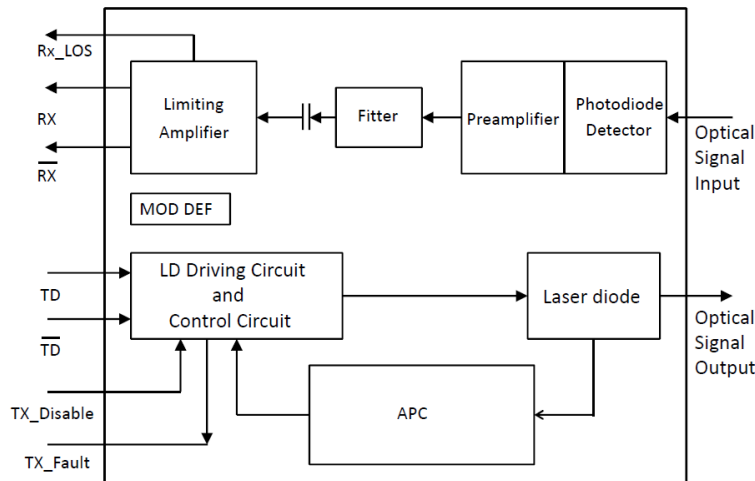 Rx_LOS
RX
RX
Limiting
Amplifier
Fitter
Preamplifier
Photodiode
Detector
Optical
Signal
Input
MOD DEF
TD
TD
LD Driving Circuit
and
Control Circuit
Laser diode
Optical
Signal
Output
TX_Disable
TX_Fault
APC